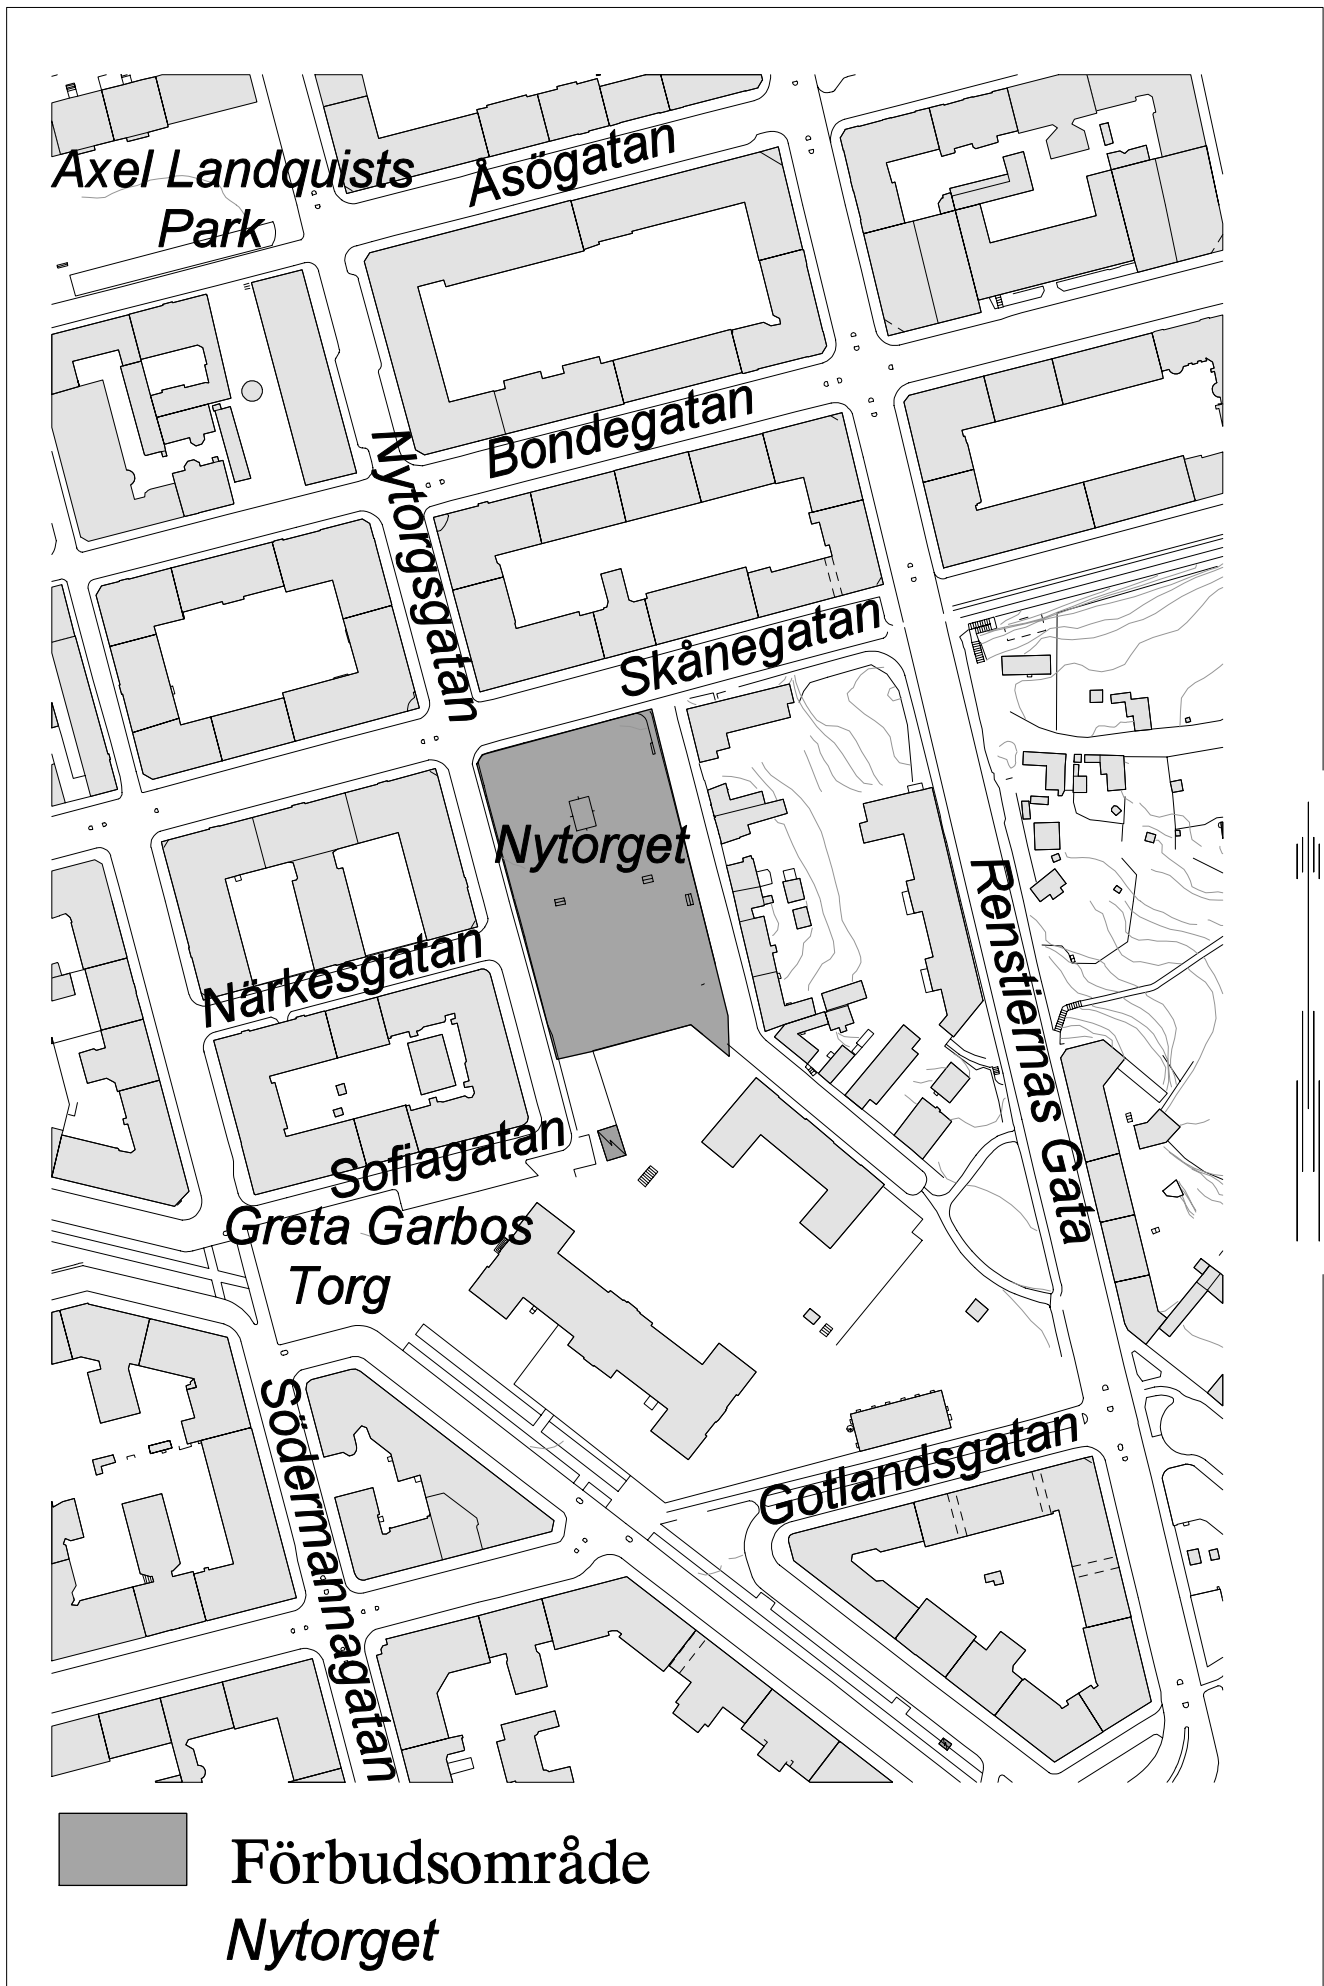 Åsögatan
Axel Landquists
Park
Bondegatan
Nytorgsgatan
Skånegatan
Nytorget
Renstiernas Gata
Närkesgatan
Sofiagatan
Greta Garbos
Torg
Södermannagatan
Gotlandsgatan
Förbudsområde
Nytorget